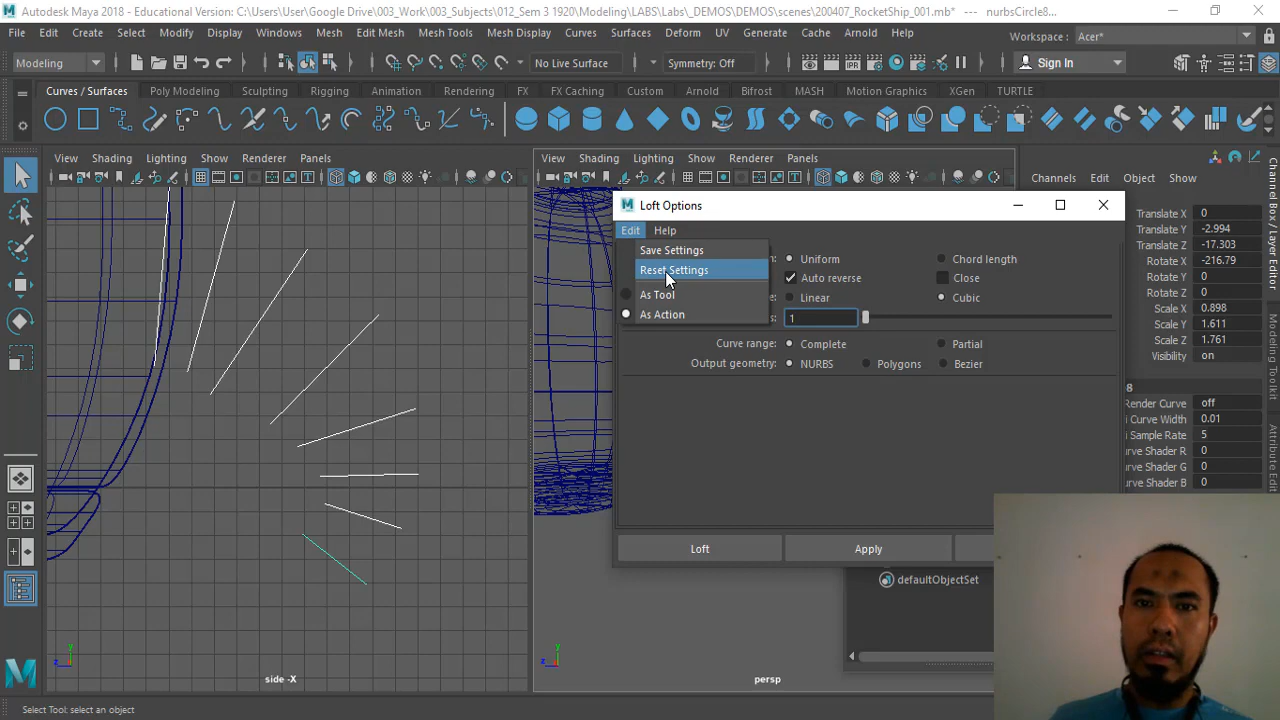 Autodesk Maya 2018 - Educational Version: C:\Users\User\Google Drive\003_Work\003_Subjects\012_Sem 3 1920\Modeling\LABS\Labs\_DEMOS\DEMOS\scenes\200407_RocketShip_01.mb* --- nurbsCircle8...
File Edit Create Select Modify Display Windows Mesh Edit Mesh Mesh Tools Mesh Display Curves Surfaces Deform UV Generate Cache Arnold Help Workspace : Acer*
Modeling No Live Surface Symmetry: Off Sign In
Curves / Surfaces Poly Modeling Sculpting Rigging Animation Rendering FX FX Caching Custom Arnold Bifrost MASH Motion Graphics XGen TURTLE
View Shading Lighting Show Renderer Panels
View Shading Lighting Show Renderer Panels
Channels Edit Object Show
Loft Options
Edit Help
Save Settings
Reset Settings
As Tool
As Action
Uniform Chord length
Auto reverse Close
Linear Cubic
1
Curve range: Complete Partial
Output geometry: NURBS Polygons Bezier
Loft Apply
Translate X 0
Translate Y -2.994
Translate Z -17.303
Rotate X -216.79
Rotate Y 0
Rotate Z 0
Scale X 0.898
Scale Y 1.611
Scale Z 1.761
Visibility on
Render Curve off
Curve Width 0.01
Sample Rate 5
Curve Shader R 0
Curve Shader G 0
Curve Shader B 0
Channel Box / Layer Editor
Modeling Toolkit
Attribute Edit
defaultObjectSet
side -X
persp
y
z
y
z
Select Tool: select an object